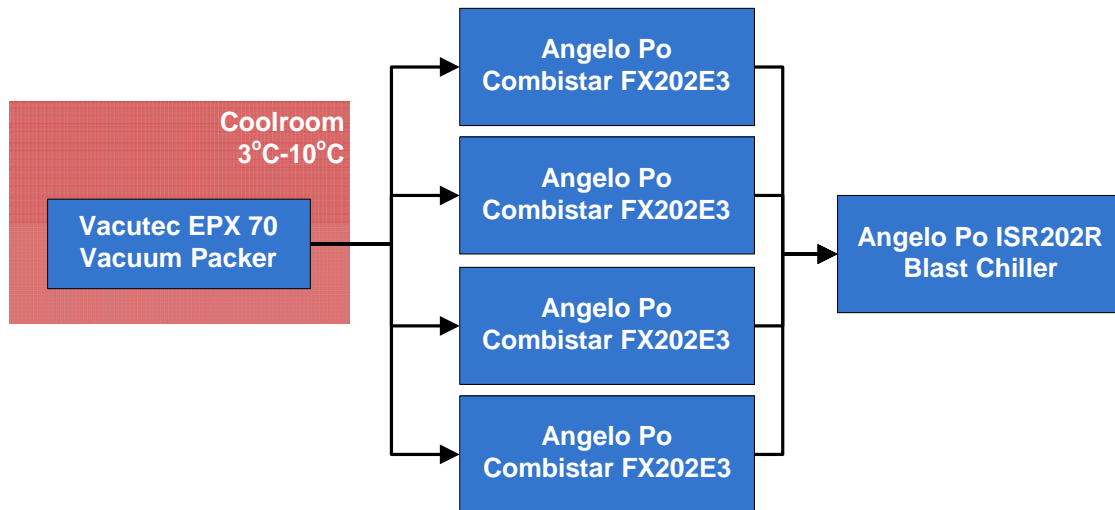 Coolroom
3°C-10°C
Vacutec EPX 70
Vacuum Packer
Angelo Po
Combistar FX202E3
Angelo Po
Combistar FX202E3
Angelo Po
Combistar FX202E3
Angelo Po
Combistar FX202E3
Angelo Po ISR202R
Blast Chiller